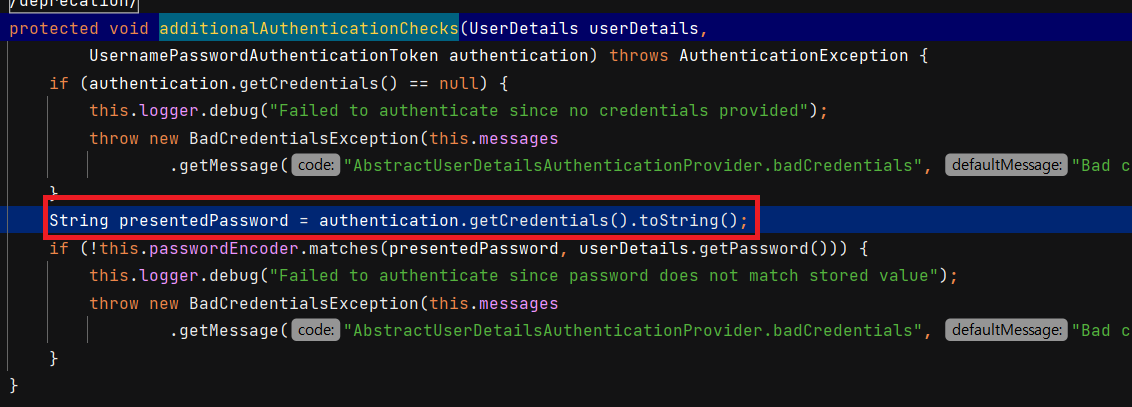 /deprecation/
protected void additionalAuthenticationChecks(UserDetails userDetails,
UsernamePasswordAuthenticationToken authentication) throws AuthenticationException {
if (authentication.getCredentials() == null) {
this.logger.debug("Failed to authenticate since no credentials provided");
throw new BadCredentialsException(this.messages
.getMessage( code: "AbstractUserDetailsAuthenticationProvider.badCredentials", defaultMessage: "Bad c
}
String presentedPassword = authentication.getCredentials().toString();
if (!this.passwordEncoder.matches(presentedPassword, userDetails.getPassword())) {
this.logger.debug("Failed to authenticate since password does not match stored value");
throw new BadCredentialsException(this.messages
.getMessage( code: "AbstractUserDetailsAuthenticationProvider.badCredentials", defaultMessage: "Bad c
}
}